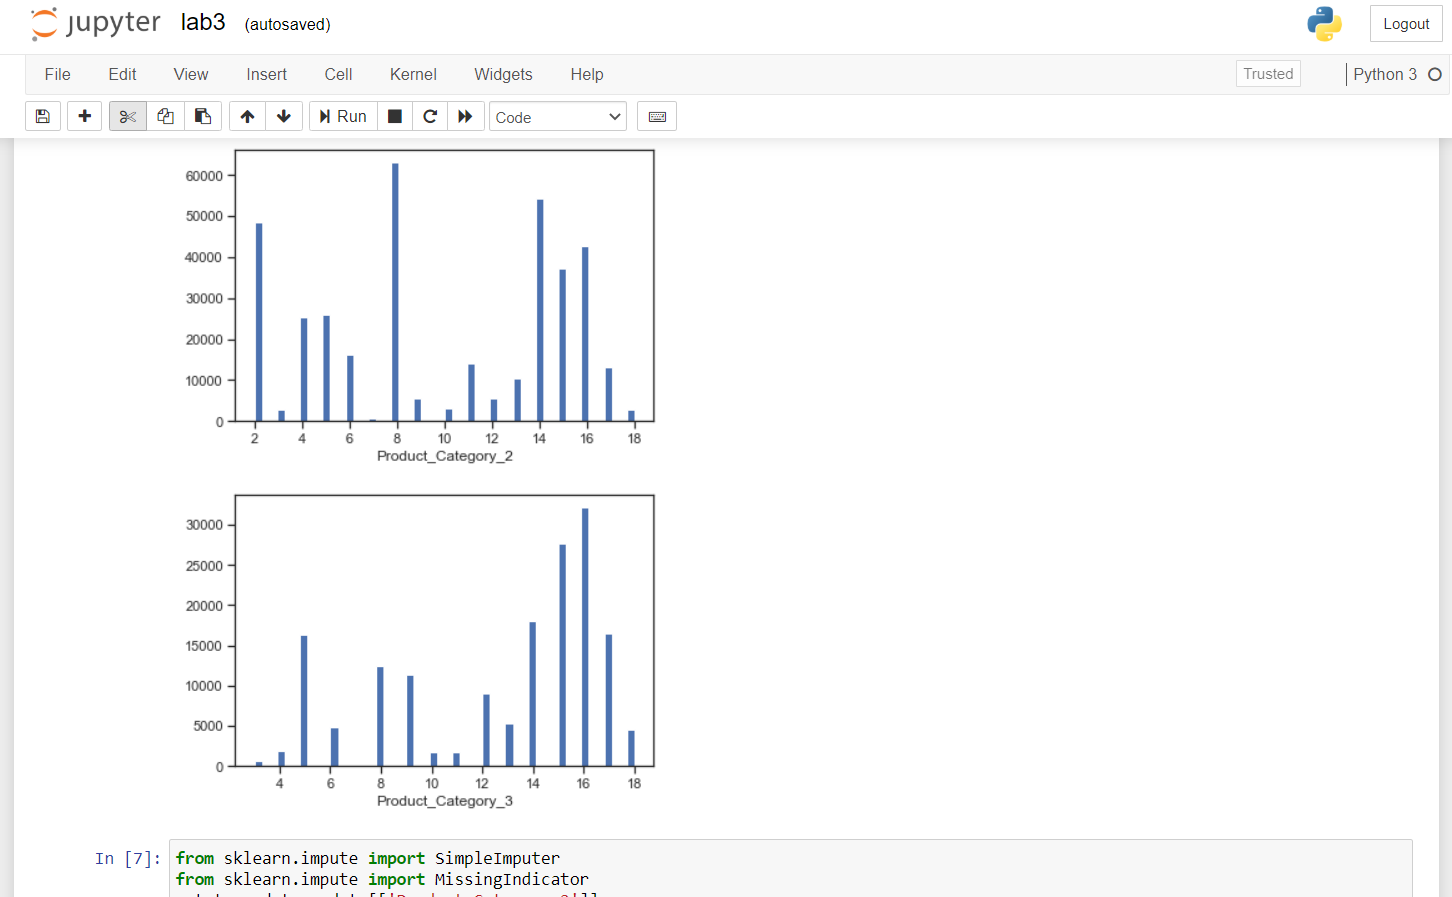 jupyter lab3 (autosaved) Logout
File Edit View Insert Cell Kernel Widgets Help Trusted Python 3
Run Code
60000
50000
40000
30000
20000
10000
0
2 4 6 8 10 12 14 16 18
Product_Category_2
30000
25000
20000
15000
10000
5000
0
4 6 8 10 12 14 16 18
Product_Category_3
In [7]: from sklearn.impute import SimpleImputer
from sklearn.impute import MissingIndicator